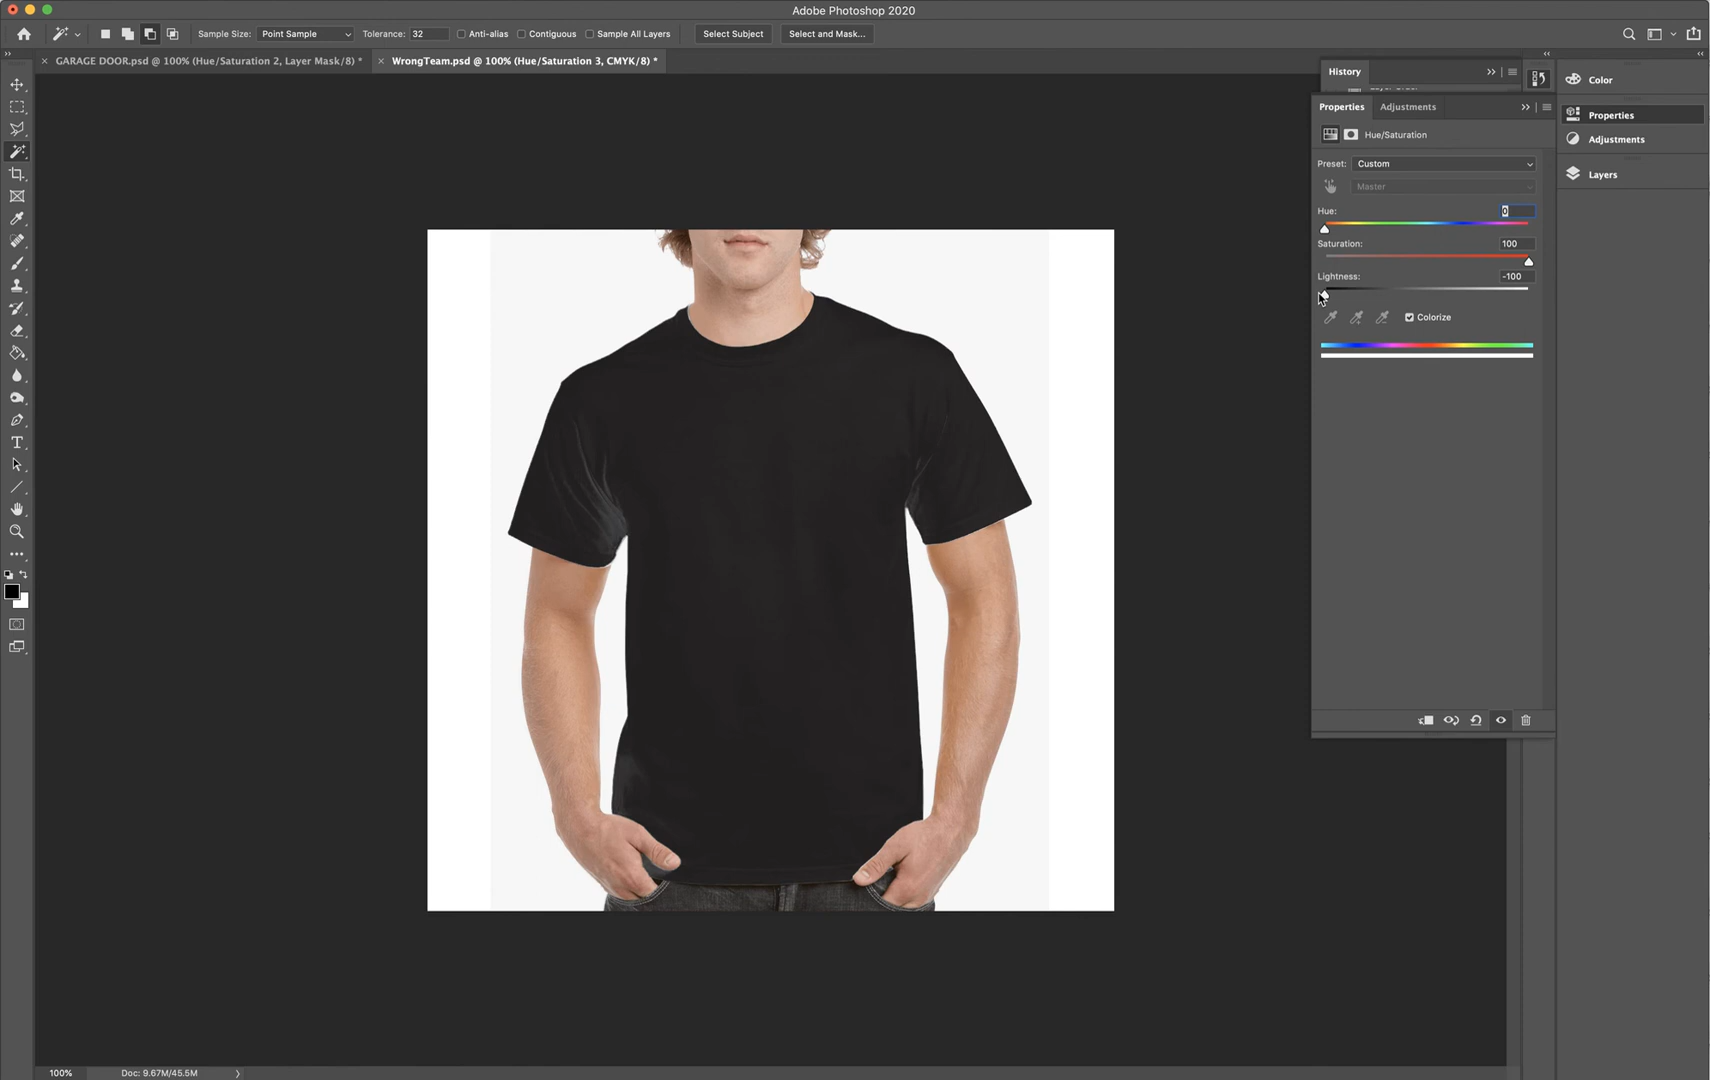 Adobe Photoshop 2020
Sample Size: Point Sample Tolerance: 32 Anti-alias Contiguous Sample All Layers Select Subject Select and Mask...
GARAGE DOOR.psd @ 100% (Hue/Saturation 2, Layer Mask/8) * WrongTeam.psd @ 100% (Hue/Saturation 3, CMYK/8) *
History
Color
Properties Adjustments
Properties
Hue/Saturation
Adjustments
Preset: Custom
Layers
Master
Hue: 0
Saturation: 100
Lightness: -100
Colorize
100% Doc: 9.67M/45.5M